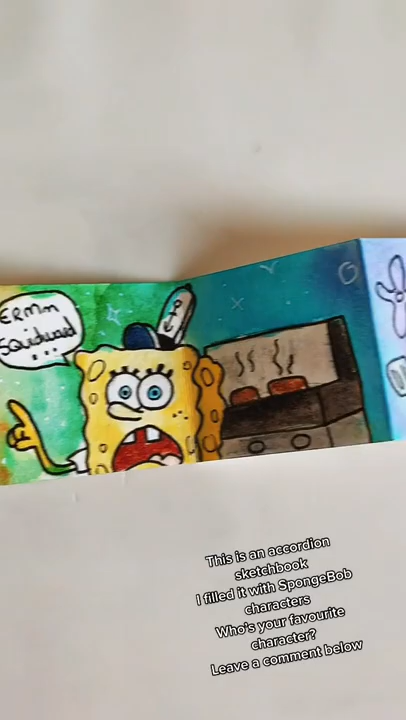 ERMM
Squidward
...
This is an accordion
sketchbook
I filled it with SpongeBob
characters
Who's your favourite
character?
Leave a comment below